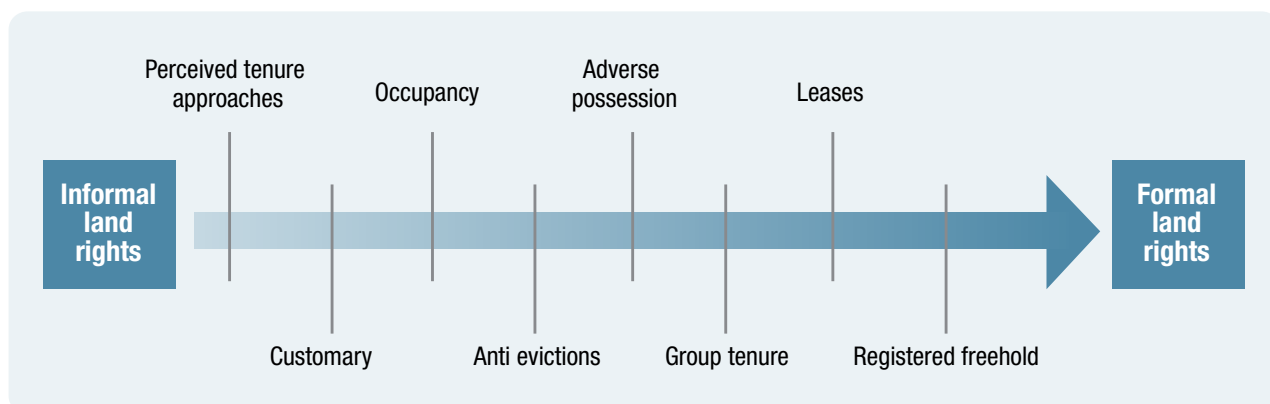 Perceived tenure
approaches
Occupancy
Adverse
possession
Leases
Informal
land
rights
Formal
land
rights
Customary
Anti evictions
Group tenure
Registered freehold